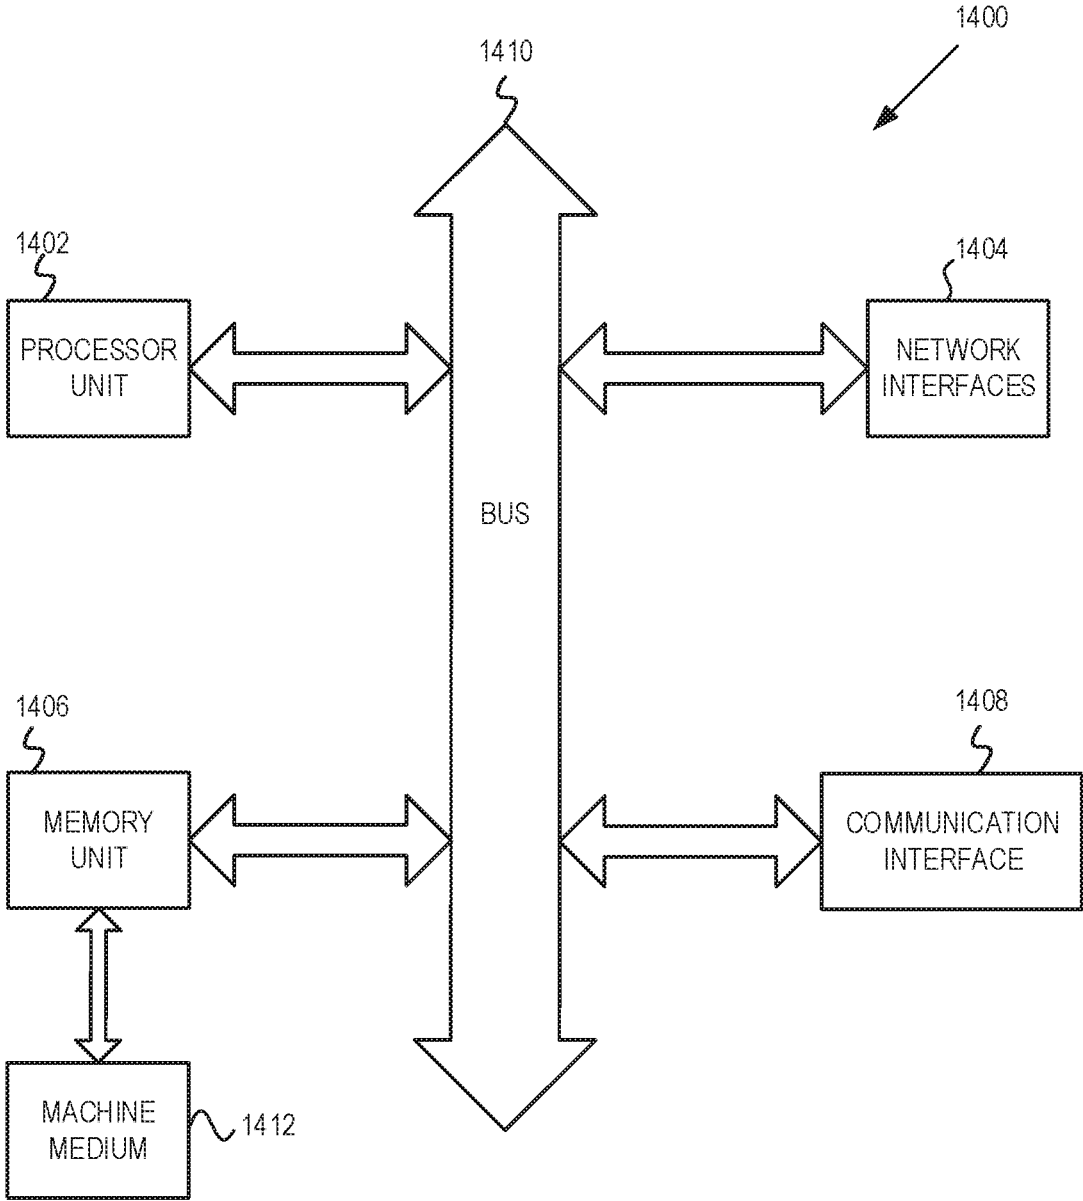 1400
1410
1402
PROCESSOR
UNIT
1404
NETWORK
INTERFACES
BUS
1406
MEMORY
UNIT
1408
COMMUNICATION
INTERFACE
MACHINE
MEDIUM
1412